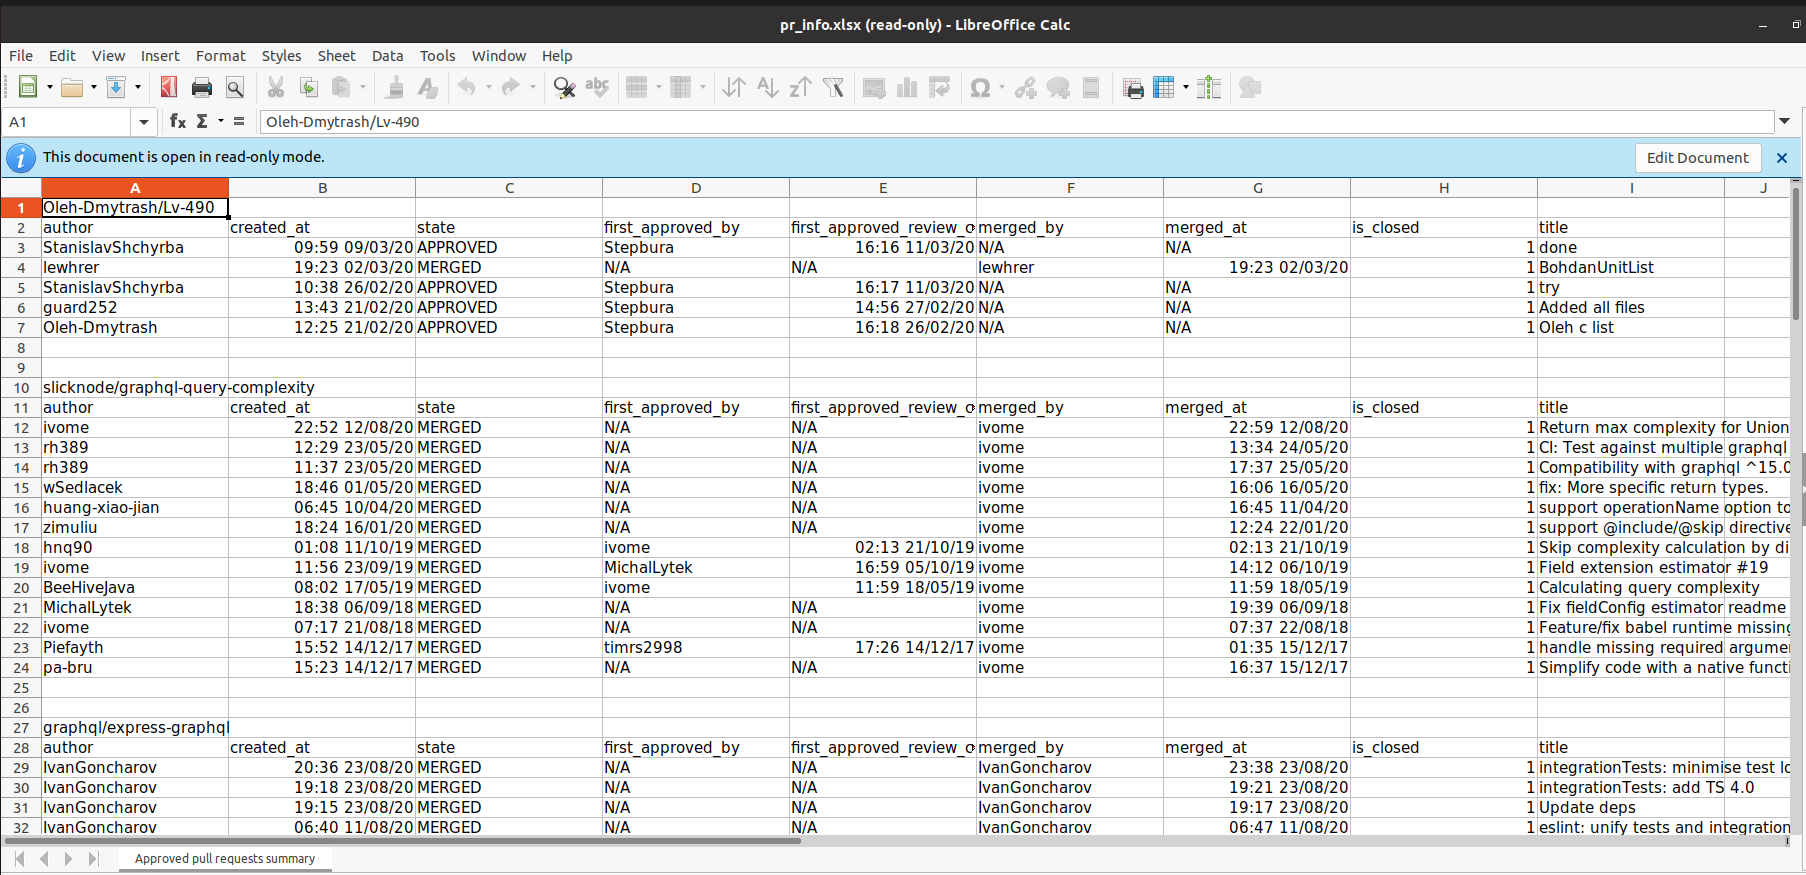 pr_info.xlsx (read-only) - LibreOffice Calc
File Edit View Insert Format Styles Sheet Data Tools Window Help
A1 fx Σ = Oleh-Dmytrash/Lv-490
This document is open in read-only mode. Edit Document
A B C D E F G H I J
1 Oleh-Dmytrash/Lv-490
2 author created_at state first_approved_by first_approved_review_o merged_by merged_at is_closed title
3 StanislavShchyrba 09:59 09/03/20 APPROVED Stepbura 16:16 11/03/20 N/A N/A 1 done
4 lewhrer 19:23 02/03/20 MERGED N/A N/A lewhrer 19:23 02/03/20 1 BohdanUnitList
5 StanislavShchyrba 10:38 26/02/20 APPROVED Stepbura 16:17 11/03/20 N/A N/A 1 try
6 guard252 13:43 21/02/20 APPROVED Stepbura 14:56 27/02/20 N/A N/A 1 Added all files
7 Oleh-Dmytrash 12:25 21/02/20 APPROVED Stepbura 16:18 26/02/20 N/A N/A 1 Oleh c list
8
9
10 slicknode/graphql-query-complexity
11 author created_at state first_approved_by first_approved_review_o merged_by merged_at is_closed title
12 ivome 22:52 12/08/20 MERGED N/A N/A ivome 22:59 12/08/20 1 Return max complexity for Union
13 rh389 12:29 23/05/20 MERGED N/A N/A ivome 13:34 24/05/20 1 CI: Test against multiple graphql
14 rh389 11:37 23/05/20 MERGED N/A N/A ivome 17:37 25/05/20 1 Compatibility with graphql ^15.0
15 wSedlacek 18:46 01/05/20 MERGED N/A N/A ivome 16:06 16/05/20 1 fix: More specific return types.
16 huang-xiao-jian 06:45 10/04/20 MERGED N/A N/A ivome 16:45 11/04/20 1 support operationName option to
17 zimuliu 18:24 16/01/20 MERGED N/A N/A ivome 12:24 22/01/20 1 support @include/@skip directive
18 hnq90 01:08 11/10/19 MERGED ivome 02:13 21/10/19 ivome 02:13 21/10/19 1 Skip complexity calculation by di
19 ivome 11:56 23/09/19 MERGED MichalLytek 16:59 05/10/19 ivome 14:12 06/10/19 1 Field extension estimator #19
20 BeeHiveJava 08:02 17/05/19 MERGED ivome 11:59 18/05/19 ivome 11:59 18/05/19 1 Calculating query complexity
21 MichalLytek 18:38 06/09/18 MERGED N/A N/A ivome 19:39 06/09/18 1 Fix fieldConfig estimator readme
22 ivome 07:17 21/08/18 MERGED N/A N/A ivome 07:37 22/08/18 1 Feature/fix babel runtime missing
23 Piefayth 15:52 14/12/17 MERGED timrs2998 17:26 14/12/17 ivome 01:35 15/12/17 1 handle missing required argumen
24 pa-bru 15:23 14/12/17 MERGED N/A N/A ivome 16:37 15/12/17 1 Simplify code with a native functi
25
26
27 graphql/express-graphql
28 author created_at state first_approved_by first_approved_review_o merged_by merged_at is_closed title
29 IvanGoncharov 20:36 23/08/20 MERGED N/A N/A IvanGoncharov 23:38 23/08/20 1 integrationTests: minimise test lo
30 IvanGoncharov 19:18 23/08/20 MERGED N/A N/A IvanGoncharov 19:21 23/08/20 1 integrationTests: add TS 4.0
31 IvanGoncharov 19:15 23/08/20 MERGED N/A N/A IvanGoncharov 19:17 23/08/20 1 Update deps
32 IvanGoncharov 06:40 11/08/20 MERGED N/A N/A IvanGoncharov 06:47 11/08/20 1 eslint: unify tests and integration
Approved pull requests summary